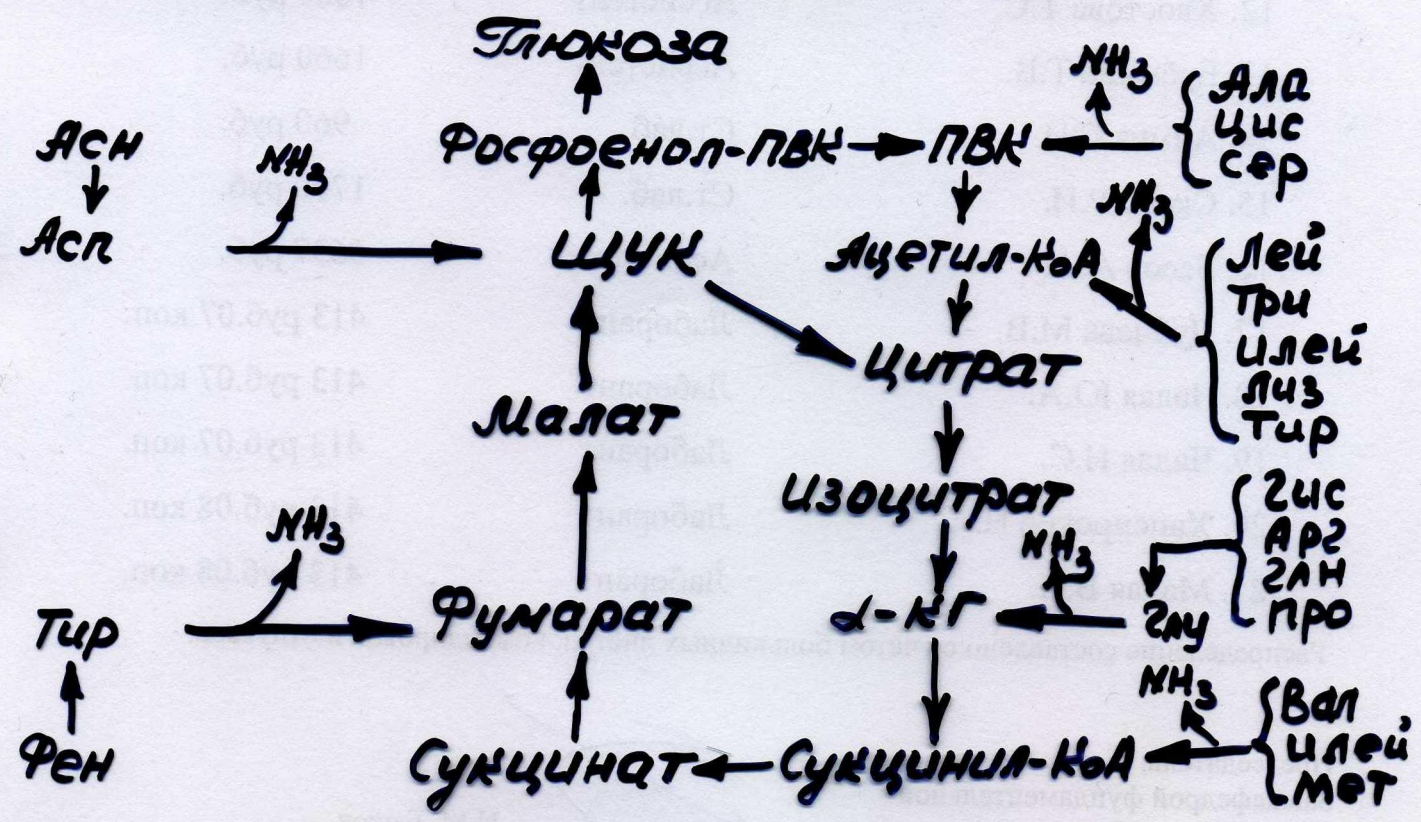 Глюкоза
NH3
Ала
Цис
Сер
Асн
NH3
Фосфоенол-ПВК
ПВК
NH3
Асп
ЩУК
Ацетил-КоА
Лей
Три
Илей
Лиз
Тир
Цитрат
Малат
Изоцитрат
Гис
Арг
Глн
Про
NH3
NH3
Тир
Фумарат
α-КГ
Глу
NH3
Вал
Илей
Мет
Фен
Сукцинат
Сукцинил-КоА